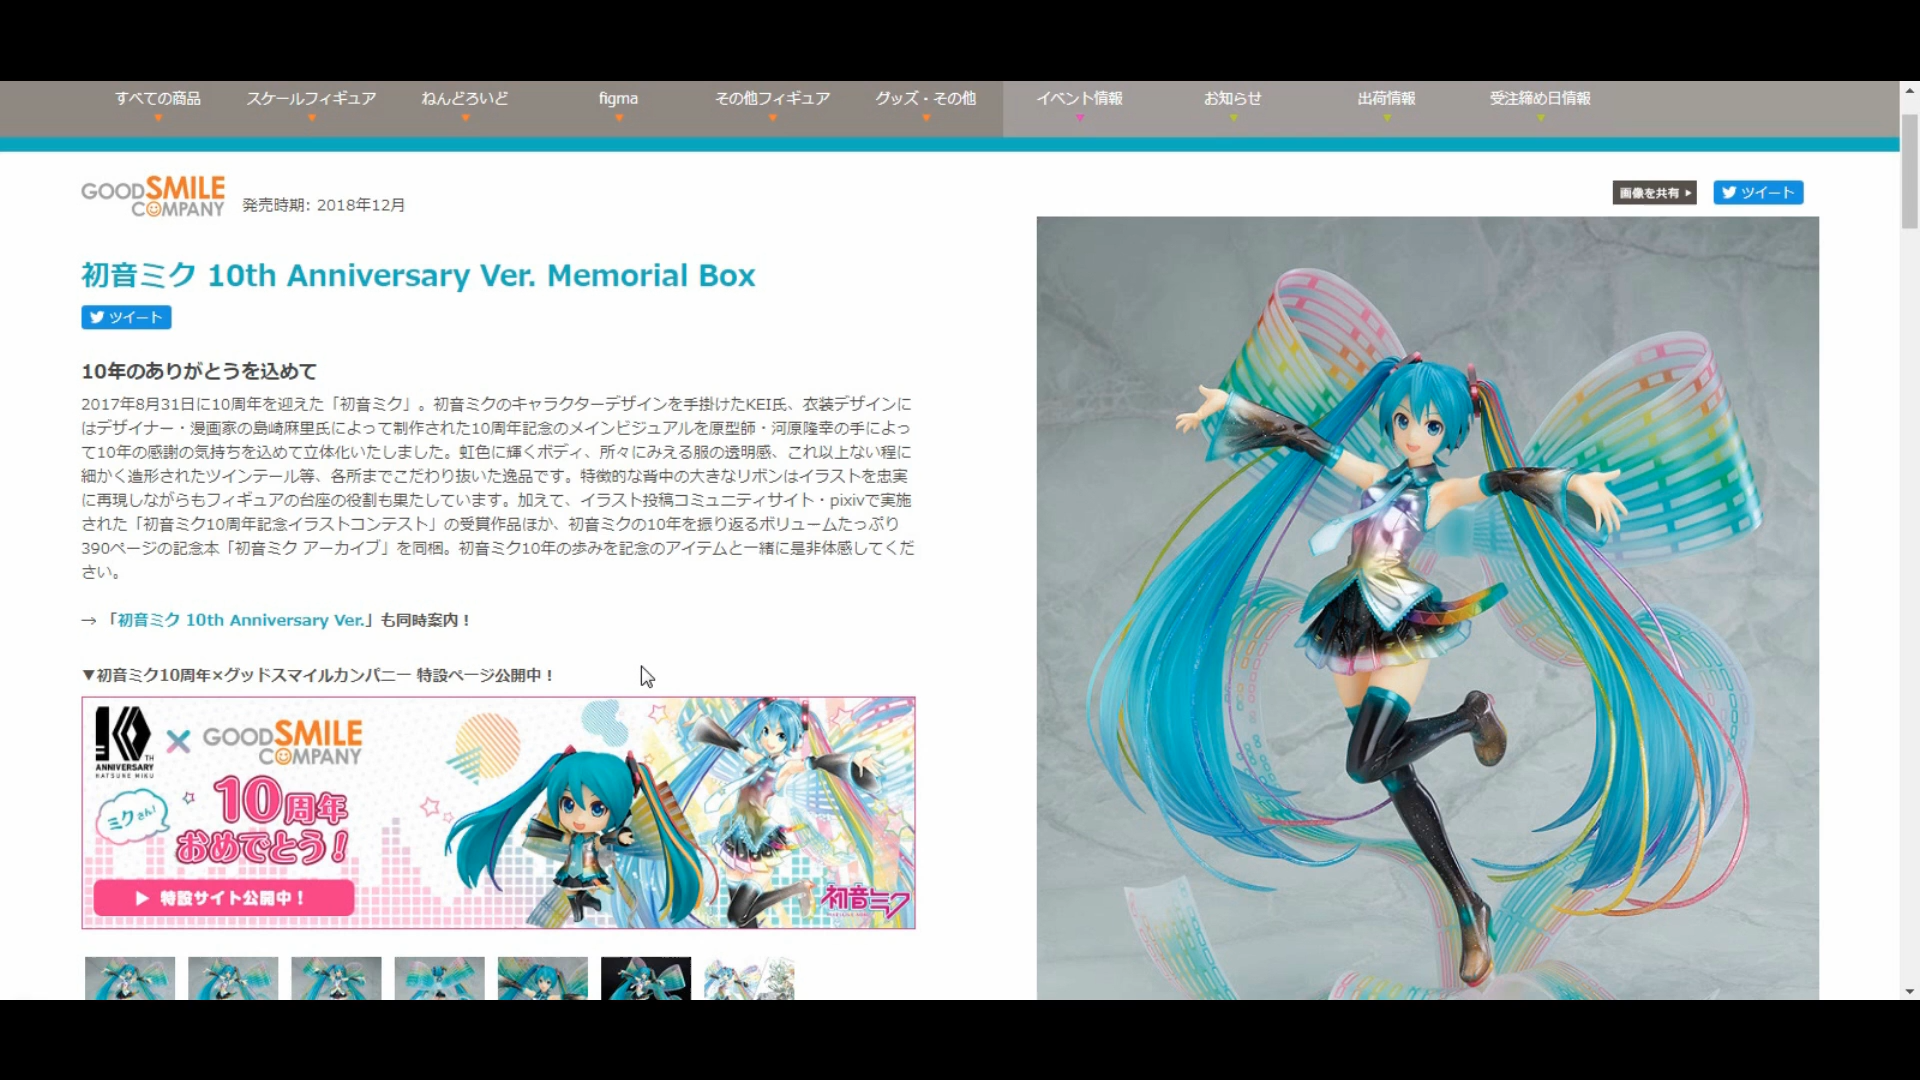 すべての商品
スケールフィギュア
ねんどろいど
figma
その他フィギュア
グッズ・その他
イベント情報
お知らせ
出荷情報
受注締め日情報
GOOD SMILE
COMPANY
発売時期: 2018年12月
画像を共有
ツイート
初音ミク 10th Anniversary Ver. Memorial Box
ツイート
10年のありがとうを込めて
2017年8月31日に10周年を迎えた「初音ミク」。初音ミクのキャラクターデザインを手掛けたKEI氏、衣装デザインに
はデザイナー・漫画家の島崎麻里氏によって制作された10周年記念のメインビジュアルを原型師・河原隆幸の手によっ
て10年の感謝の気持ちを込めて立体化いたしました。虹色に輝くボディ、所々にみえる服の透明感、これ以上ない程に
細かく造形されたツインテール等、各所までこだわり抜いた逸品です。特徴的な背中の大きなリボンはイラストを忠実
に再現しながらもフィギュアの台座の役割も果たしています。加えて、イラスト投稿コミュニティサイト・pixivで実施
された「初音ミク10周年記念イラストコンテスト」の受賞作品ほか、初音ミクの10年を振り返るボリュームたっぷり
390ページの記念本「初音ミク アーカイブ」を同梱。初音ミク10年の歩みを記念のアイテムと一緒に是非体感してくだ
さい。
→ 「初音ミク 10th Anniversary Ver.」も同時案内！
▼初音ミク10周年×グッドスマイルカンパニー 特設ページ公開中！
10TH
ANNIVERSARY
HATSUNE MIKU
×
GOOD SMILE
COMPANY
ミクさん！
10周年
おめでとう！
▶ 特設サイト公開中！
初音ミク